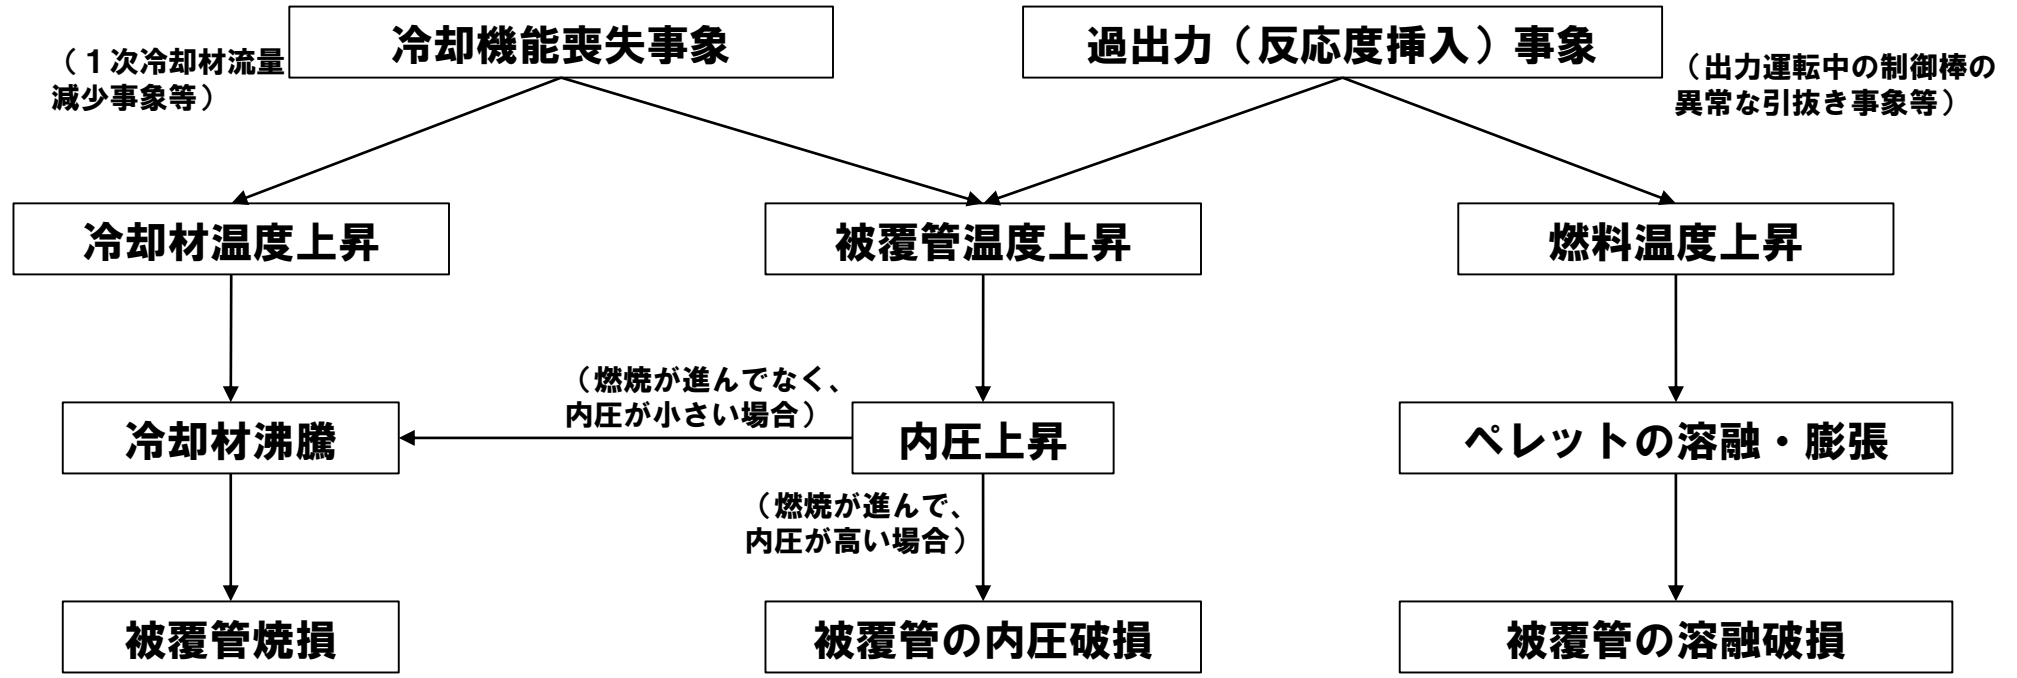 冷却機能喪失事象
過出力（反応度挿入）事象
（１次冷却材流量
減少事象等）
（出力運転中の制御棒の
異常な引抜き事象等）
冷却材温度上昇
被覆管温度上昇
燃料温度上昇
（燃焼が進んでなく、
内圧が小さい場合）
冷却材沸騰
内圧上昇
ペレットの溶融・膨張
（燃焼が進んで、
内圧が高い場合）
被覆管焼損
被覆管の内圧破損
被覆管の溶融破損